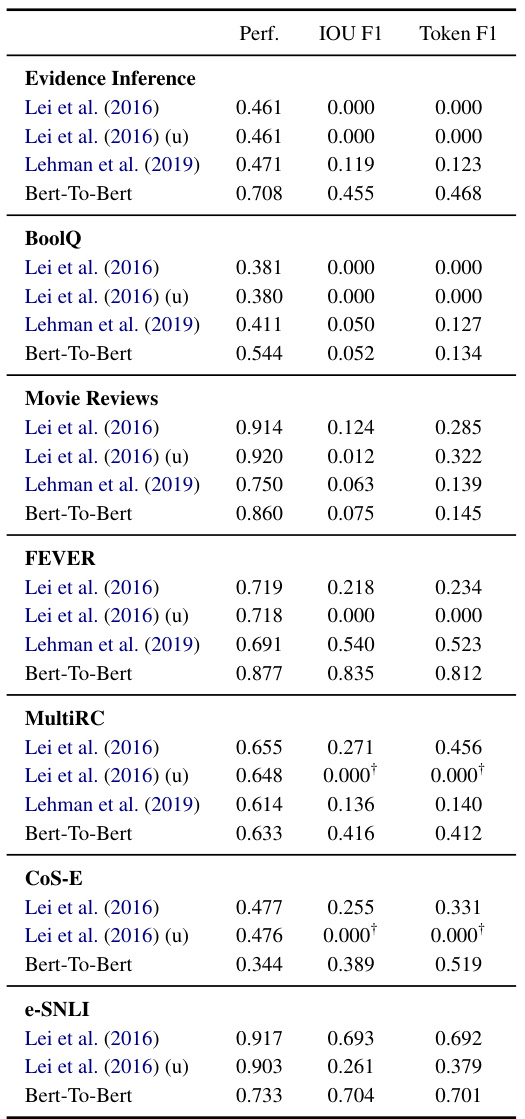 Perf. IOU F1 Token F1
Evidence Inference
Lei et al. (2016) 0.461 0.000 0.000
Lei et al. (2016) (u) 0.461 0.000 0.000
Lehman et al. (2019) 0.471 0.119 0.123
Bert-To-Bert 0.708 0.455 0.468
BoolQ
Lei et al. (2016) 0.381 0.000 0.000
Lei et al. (2016) (u) 0.380 0.000 0.000
Lehman et al. (2019) 0.411 0.050 0.127
Bert-To-Bert 0.544 0.052 0.134
Movie Reviews
Lei et al. (2016) 0.914 0.124 0.285
Lei et al. (2016) (u) 0.920 0.012 0.322
Lehman et al. (2019) 0.750 0.063 0.139
Bert-To-Bert 0.860 0.075 0.145
FEVER
Lei et al. (2016) 0.719 0.218 0.234
Lei et al. (2016) (u) 0.718 0.000 0.000
Lehman et al. (2019) 0.691 0.540 0.523
Bert-To-Bert 0.877 0.835 0.812
MultiRC
Lei et al. (2016) 0.655 0.271 0.456
Lei et al. (2016) (u) 0.648 0.000† 0.000†
Lehman et al. (2019) 0.614 0.136 0.140
Bert-To-Bert 0.633 0.416 0.412
CoS-E
Lei et al. (2016) 0.477 0.255 0.331
Lei et al. (2016) (u) 0.476 0.000† 0.000†
Bert-To-Bert 0.344 0.389 0.519
e-SNLI
Lei et al. (2016) 0.917 0.693 0.692
Lei et al. (2016) (u) 0.903 0.261 0.379
Bert-To-Bert 0.733 0.704 0.701